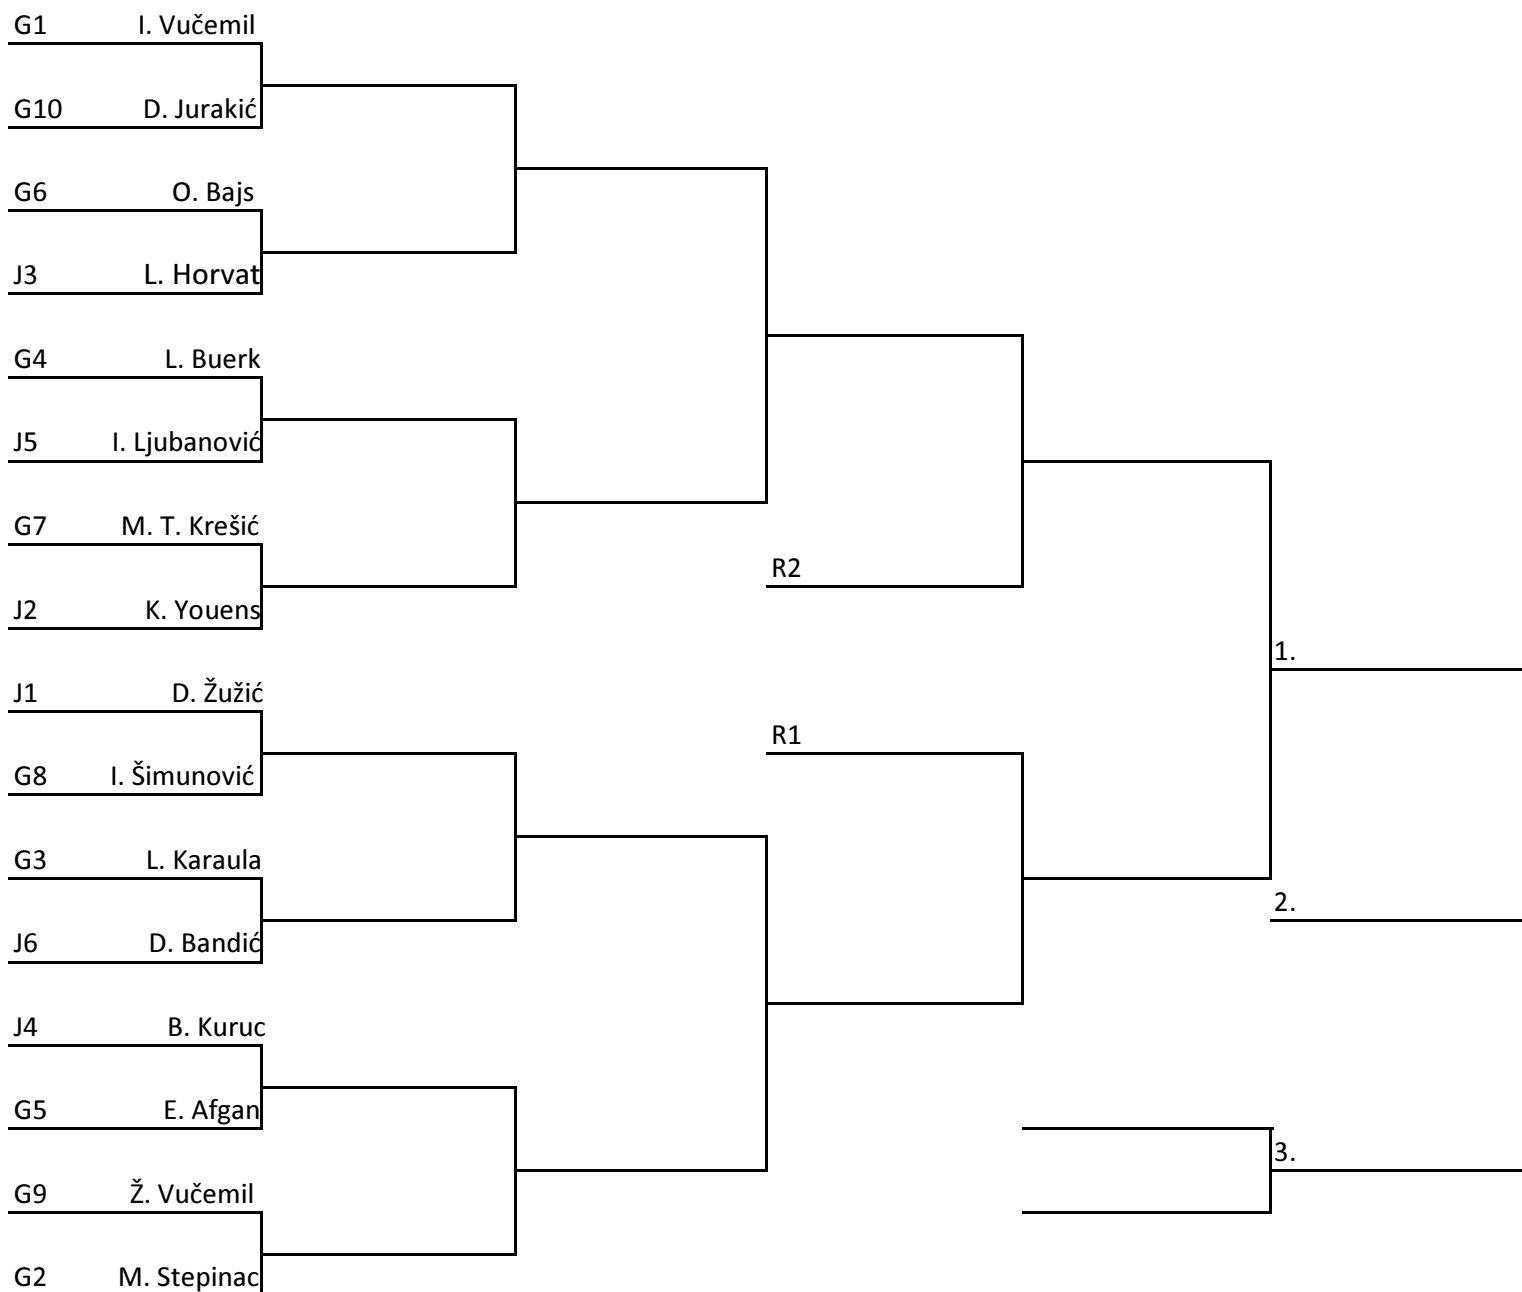 G1 I. Vučemil
G10 D. Jurakić
G6 O. Bajs
J3 L. Horvat
G4 L. Buerk
J5 I. Ljubanović
G7 M. T. Krešić
R2
J2 K. Youens
1.
J1 D. Žužić
R1
G8 I. Šimunović
G3 L. Karaula
2.
J6 D. Bandić
J4 B. Kuruc
G5 E. Afgan
3.
G9 Ž. Vučemil
G2 M. Stepinac